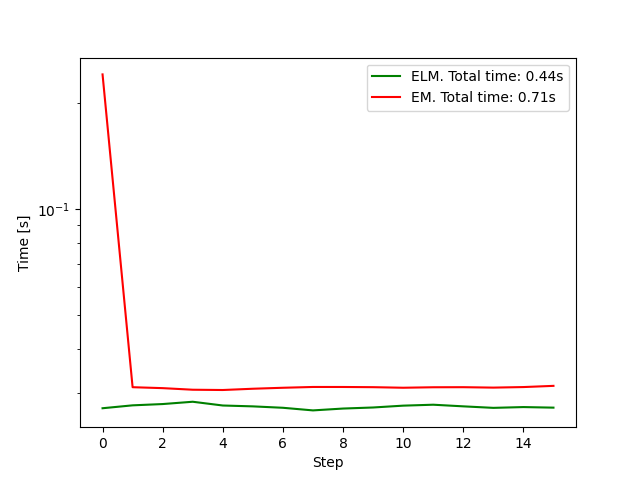 ELM. Total time: 0.44s
EM. Total time: 0.71s
10⁻¹
Time [s]
0 2 4 6 8 10 12 14
Step